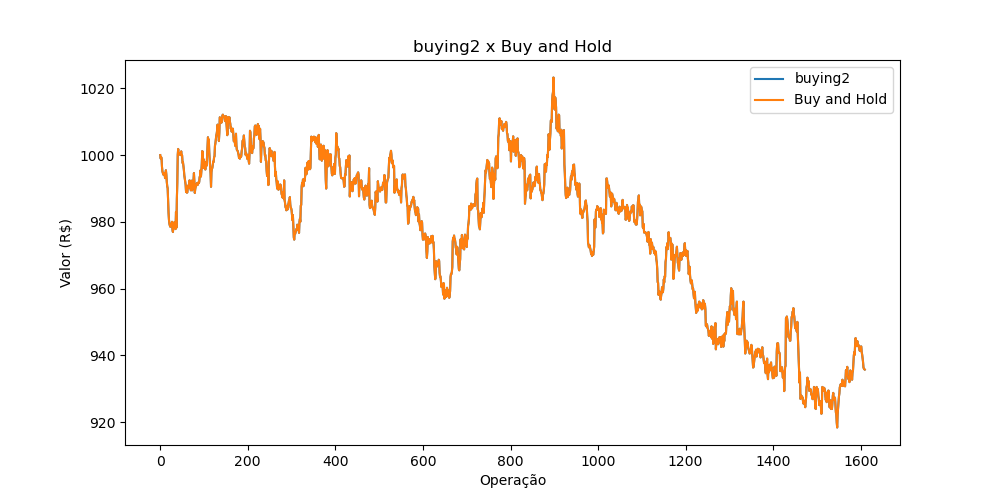 buying2 x Buy and Hold
buying2
Buy and Hold
Valor (R$)
1020
1000
980
960
940
920
0 200 400 600 800 1000 1200 1400 1600
Operação